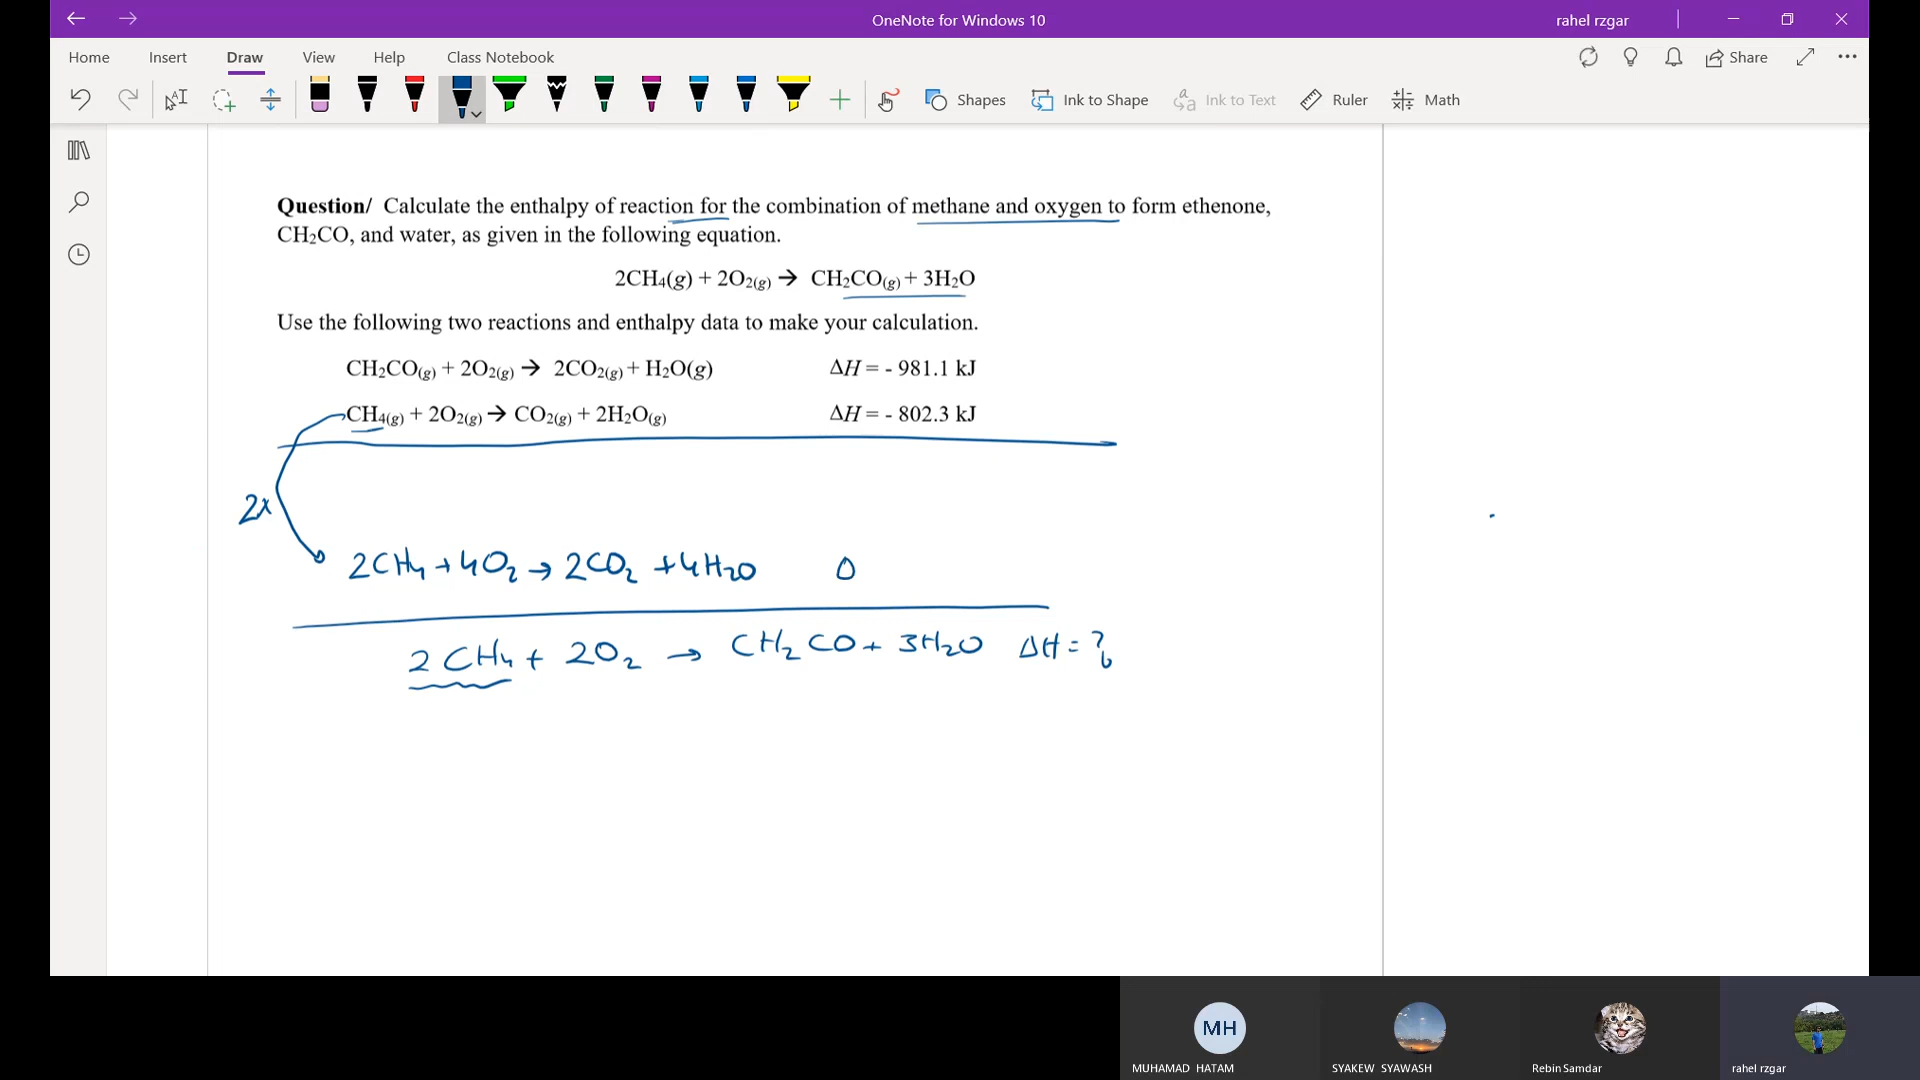 OneNote for Windows 10
rahel rzgar
Home Insert Draw View Help Class Notebook Share
Shapes Ink to Shape Ink to Text Ruler Math
Question/ Calculate the enthalpy of reaction for the combination of methane and oxygen to form ethenone,
CH₂CO, and water, as given in the following equation.
2CH₄(g) + 2O₂(g) → CH₂CO(g) + 3H₂O
Use the following two reactions and enthalpy data to make your calculation.
CH₂CO(g) + 2O₂(g) → 2CO₂(g) + H₂O(g) ΔH = - 981.1 kJ
CH₄(g) + 2O₂(g) → CO₂(g) + 2H₂O(g) ΔH = - 802.3 kJ
2x
2CH₄ + 4O₂ → 2CO₂ + 4H₂O Δ
2 CH₄ + 2O₂ → CH₂CO + 3H₂O ΔH = ?
MH
MUHAMAD HATAM
SYAKEW SYAWASH
Rebin Samdar
rahel rzgar